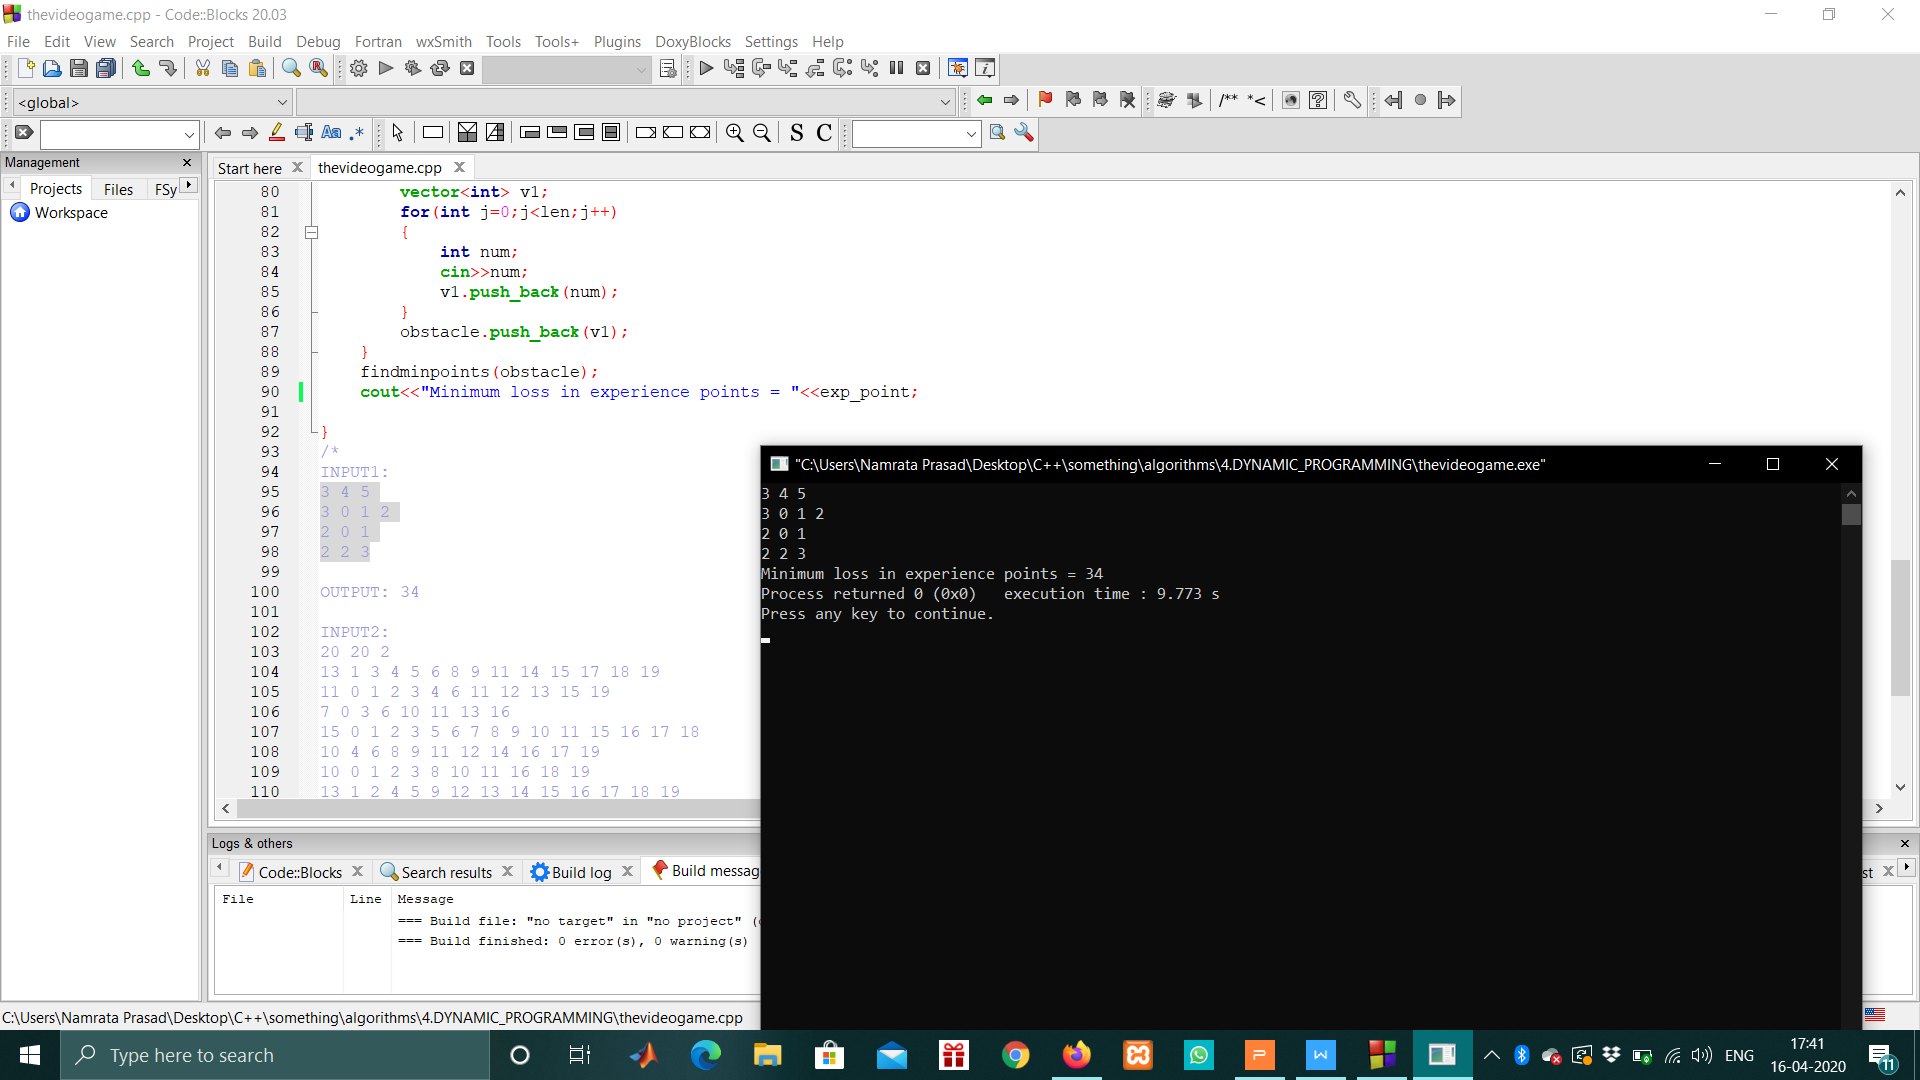 thevideogame.cpp - Code::Blocks 20.03
File Edit View Search Project Build Debug Fortran wxSmith Tools Tools+ Plugins DoxyBlocks Settings Help
<global>
/** *<
Aa .* S C
Management
Projects Files FSy
Workspace
Start here thevideogame.cpp
80 vector<int> v1;
81 for(int j=0;j<len;j++)
82 {
83 int num;
84 cin>>num;
85 v1.push_back(num);
86 }
87 obstacle.push_back(v1);
88 }
89 findminpoints(obstacle);
90 cout<<"Minimum loss in experience points = "<<exp_point;
91
92 }
93 /*
94 INPUT1:
95 3 4 5
96 3 0 1 2
97 2 0 1
98 2 2 3
99
100 OUTPUT: 34
101
102 INPUT2:
103 20 20 2
104 13 1 3 4 5 6 8 9 11 14 15 17 18 19
105 11 0 1 2 3 4 6 11 12 13 15 19
106 7 0 3 6 10 11 13 16
107 15 0 1 2 3 5 6 7 8 9 10 11 15 16 17 18
108 10 4 6 8 9 11 12 14 16 17 19
109 10 0 1 2 3 8 10 11 16 18 19
110 13 1 2 4 5 9 12 13 14 15 16 17 18 19
"C:\Users\Namrata Prasad\Desktop\C++\something\algorithms\4.DYNAMIC_PROGRAMMING\thevideogame.exe"
3 4 5
3 0 1 2
2 0 1
2 2 3
Minimum loss in experience points = 34
Process returned 0 (0x0) execution time : 9.773 s
Press any key to continue.
Logs & others
Code::Blocks Search results Build log Build messag st
File Line Message
=== Build file: "no target" in "no project" (
=== Build finished: 0 error(s), 0 warning(s)
C:\Users\Namrata Prasad\Desktop\C++\something\algorithms\4.DYNAMIC_PROGRAMMING\thevideogame.cpp
Type here to search
ENG
17:41
16-04-2020
11